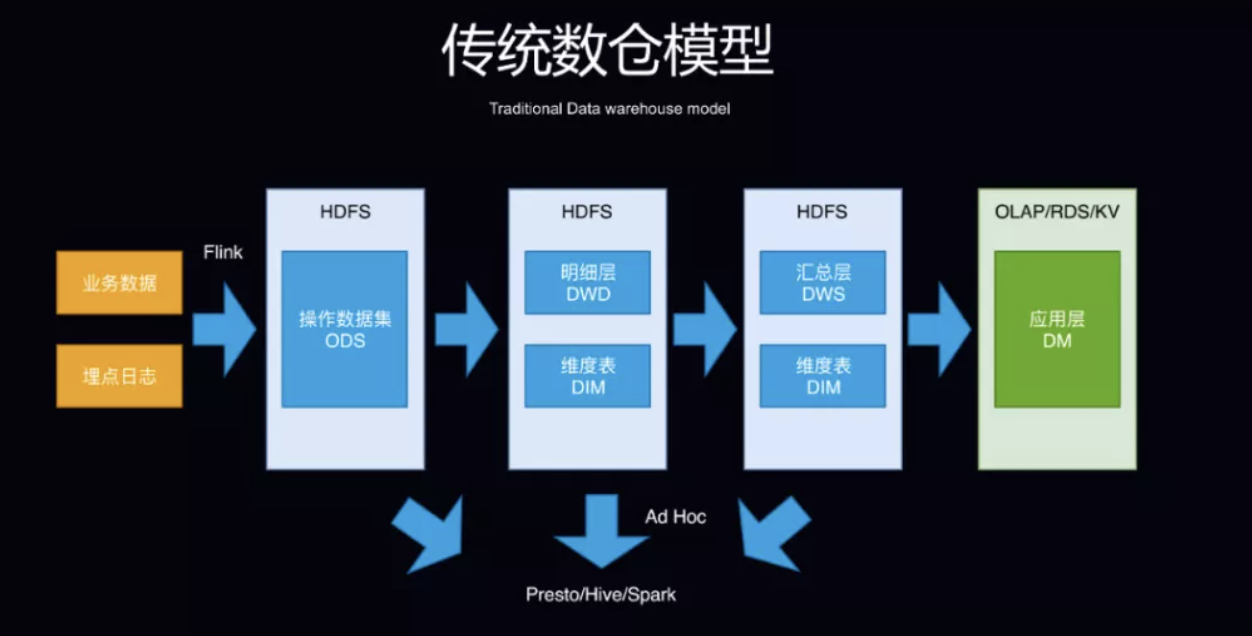 传统数仓模型
Traditional Data warehouse model
业务数据
埋点日志
Flink
HDFS
操作数据集
ODS
HDFS
明细层
DWD
维度表
DIM
HDFS
汇总层
DWS
维度表
DIM
OLAP/RDS/KV
应用层
DM
Ad Hoc
Presto/Hive/Spark